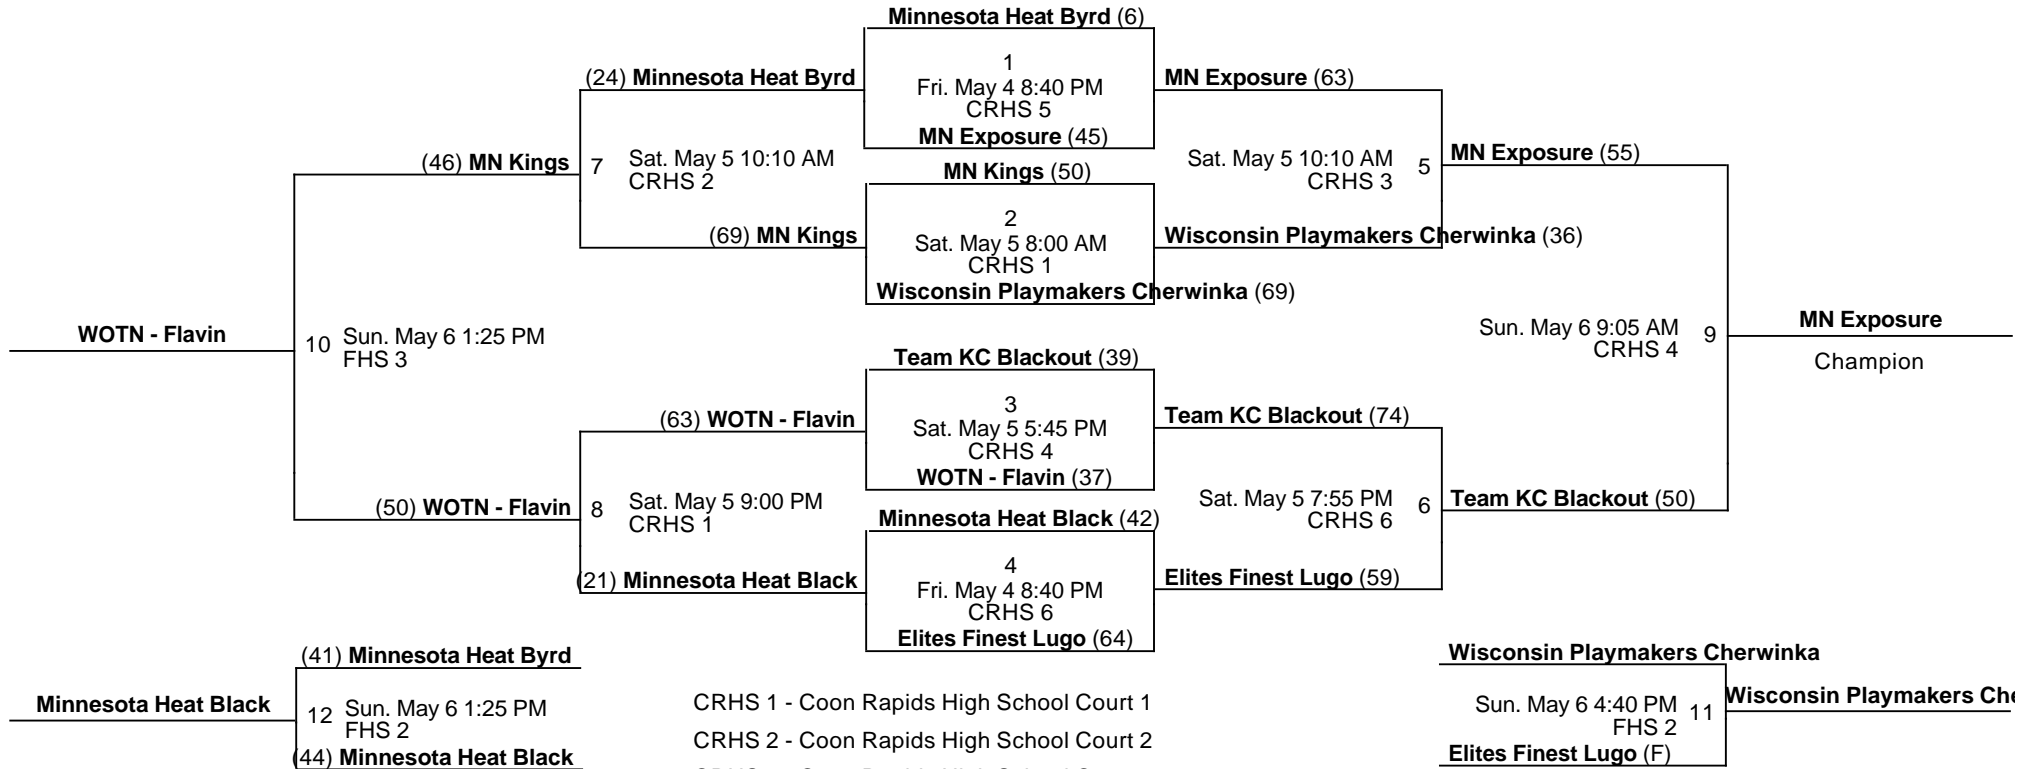 Minnesota Heat Byrd (6)
1
Fri. May 4 8:40 PM
CRHS 5
MN Exposure (45)
(24) Minnesota Heat Byrd
MN Exposure (63)
(46) MN Kings
7
Sat. May 5 10:10 AM
CRHS 2
Sat. May 5 10:10 AM
CRHS 3
5
MN Exposure (55)
MN Kings (50)
2
Sat. May 5 8:00 AM
CRHS 1
Wisconsin Playmakers Cherwinka (69)
(69) MN Kings
Wisconsin Playmakers Cherwinka (36)
WOTN - Flavin
10
Sun. May 6 1:25 PM
FHS 3
Sun. May 6 9:05 AM
CRHS 4
9
MN Exposure
Champion
Team KC Blackout (39)
3
Sat. May 5 5:45 PM
CRHS 4
WOTN - Flavin (37)
(63) WOTN - Flavin
Team KC Blackout (74)
(50) WOTN - Flavin
8
Sat. May 5 9:00 PM
CRHS 1
Sat. May 5 7:55 PM
CRHS 6
6
Team KC Blackout (50)
Minnesota Heat Black (42)
4
Fri. May 4 8:40 PM
CRHS 6
Elites Finest Lugo (64)
(21) Minnesota Heat Black
Elites Finest Lugo (59)
(41) Minnesota Heat Byrd
Minnesota Heat Black
12
Sun. May 6 1:25 PM
FHS 2
(44) Minnesota Heat Black
CRHS 1 - Coon Rapids High School Court 1
CRHS 2 - Coon Rapids High School Court 2
Wisconsin Playmakers Cherwinka
Sun. May 6 4:40 PM
FHS 2
11
Wisconsin Playmakers Che
Elites Finest Lugo (F)